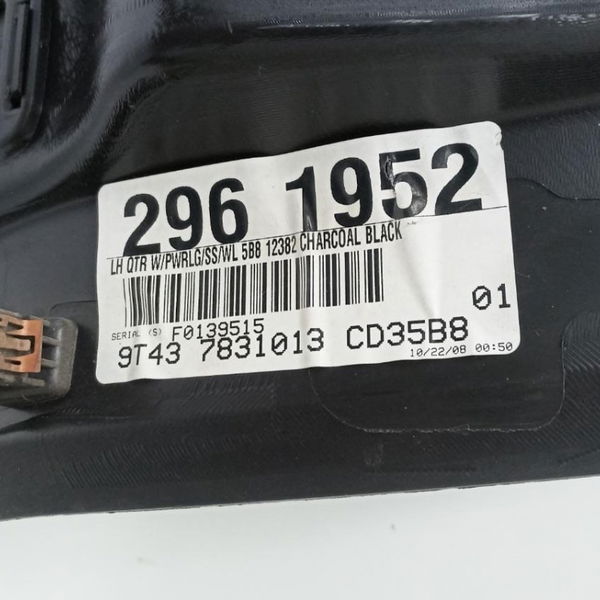 296 1952
LH QTR W/PWRLG/SS/WL 5B8 12382 CHARCOAL BLACK
01
SERIAL (S) F0139515
9T43 7831013 CD35B8
10/22/08 00:50